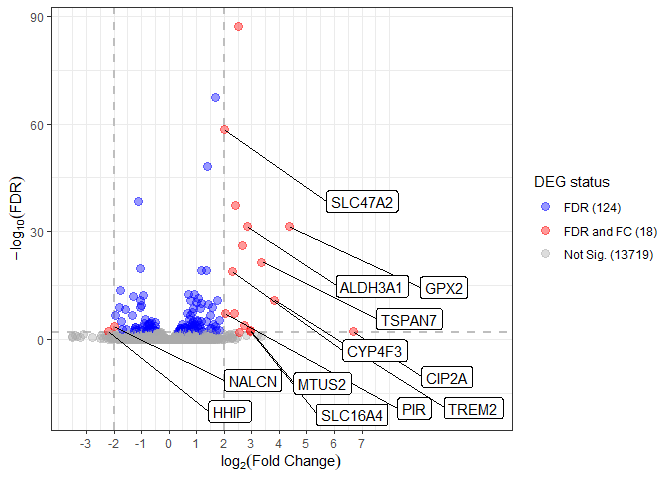 90
60
30
0
−log10(FDR)
SLC47A2
ALDH3A1
GPX2
TSPAN7
CYP4F3
CIP2A
NALCN
MTUS2
HHIP
SLC16A4
PIR
TREM2
-3 -2 -1 0 1 2 3 4 5 6 7
log2(Fold Change)
DEG status
FDR (124)
FDR and FC (18)
Not Sig. (13719)